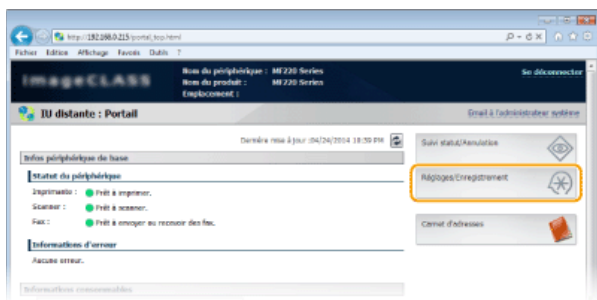 http://192.168.0.215/portal_top.html
Fichier Edition Affichage Favoris Outils ?
imageCLASS
Nom du périphérique : MF220 Series
Nom du produit : MF220 Series
Emplacement :
Se déconnecter
IU distante : Portail
Email à l'administrateur système
Dernière mise à jour :04/24/2014 18:39 PM
Infos périphérique de base
Statut du périphérique
Imprimante : Prêt à imprimer.
Scanner : Prêt à scanner.
Fax : Prêt à envoyer ou recevoir des fax.
Informations d'erreur
Aucune erreur.
Informations consommables
Suivi statut/Annulation
Réglages/Enregistrement
Carnet d'adresses